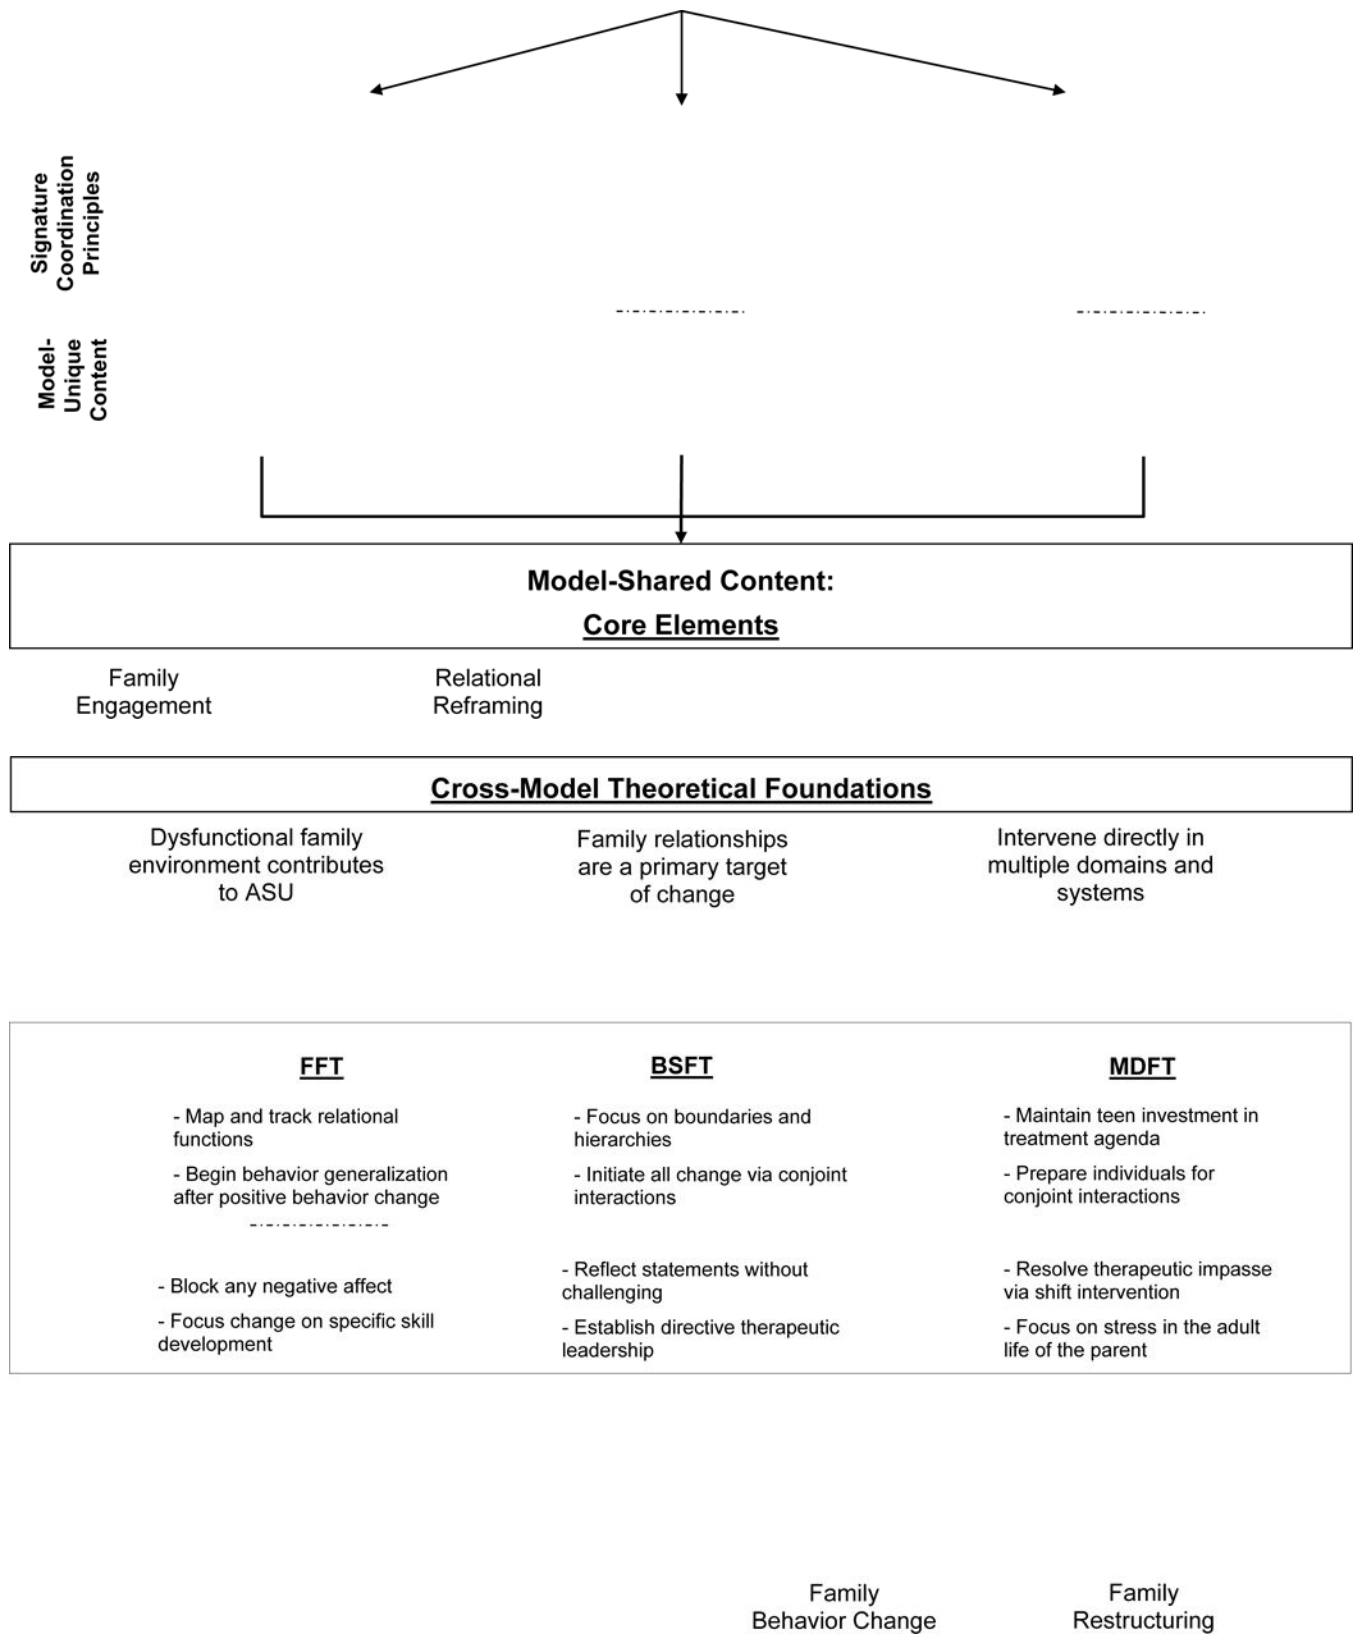 Signature
Coordination
Principles
Model-
Unique
Content
Model-Shared Content:
Core Elements
Family
Engagement
Relational
Reframing
Cross-Model Theoretical Foundations
Dysfunctional family
environment contributes
to ASU
Family relationships
are a primary target
of change
Intervene directly in
multiple domains and
systems
FFT
- Map and track relational
functions
- Begin behavior generalization
after positive behavior change
- Block any negative affect
- Focus change on specific skill
development
BSFT
- Focus on boundaries and
hierarchies
- Initiate all change via conjoint
interactions
- Reflect statements without
challenging
- Establish directive therapeutic
leadership
MDFT
- Maintain teen investment in
treatment agenda
- Prepare individuals for
conjoint interactions
- Resolve therapeutic impasse
via shift intervention
- Focus on stress in the adult
life of the parent
Family
Behavior Change
Family
Restructuring